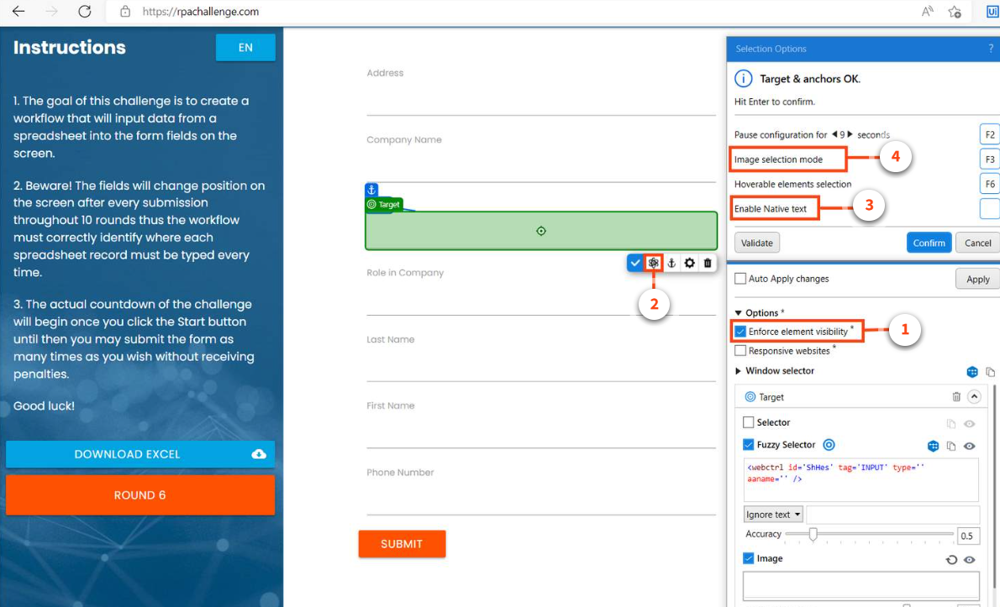 https://rpachallenge.com
Ui
Instructions
EN
1. The goal of this challenge is to create a
workflow that will input data from a
spreadsheet into the form fields on the
screen.
2. Beware! The fields will change position on
the screen after every submission
throughout 10 rounds thus the workflow
must correctly identify where each
spreadsheet record must be typed every
time.
3. The actual countdown of the challenge
will begin once you click the Start button
until then you may submit the form as
many times as you wish without receiving
penalties.
Good luck!
DOWNLOAD EXCEL
ROUND 6
Address
Company Name
Target
Role in Company
2
Last Name
First Name
Phone Number
SUBMIT
Selection Options ?
Target & anchors OK.
Hit Enter to confirm.
Pause configuration for 9 seconds F2
Image selection mode 4 F3
Hoverable elements selection F6
Enable Native text 3
Validate Confirm Cancel
Auto Apply changes Apply
Options *
Enforce element visibility * 1
Responsive websites *
Window selector
Target
Selector
Fuzzy Selector
<webctrl id='ShHes' tag='INPUT' type=''
aaname='' />
Ignore text
Accuracy 0.5
Image